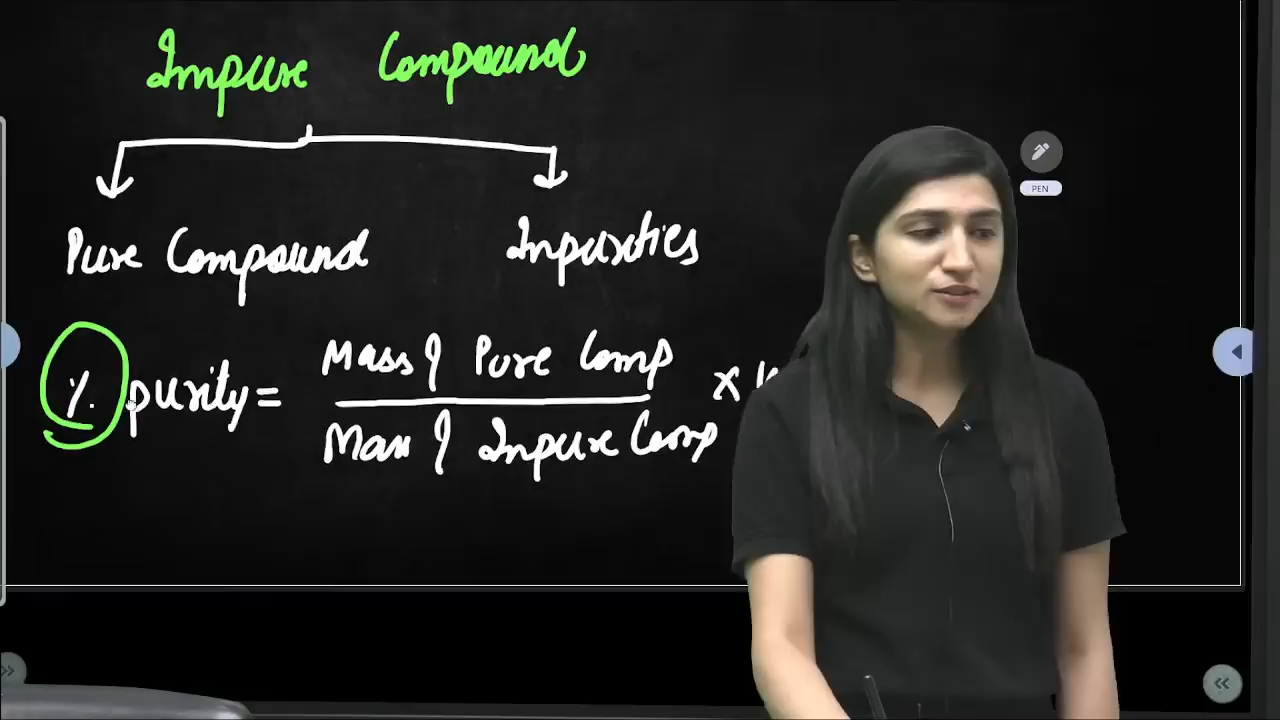 Impure Compound
Pure Compound Impurities
% purity = Mass of Pure Comp
Mass of Impure Comp
×
PEN